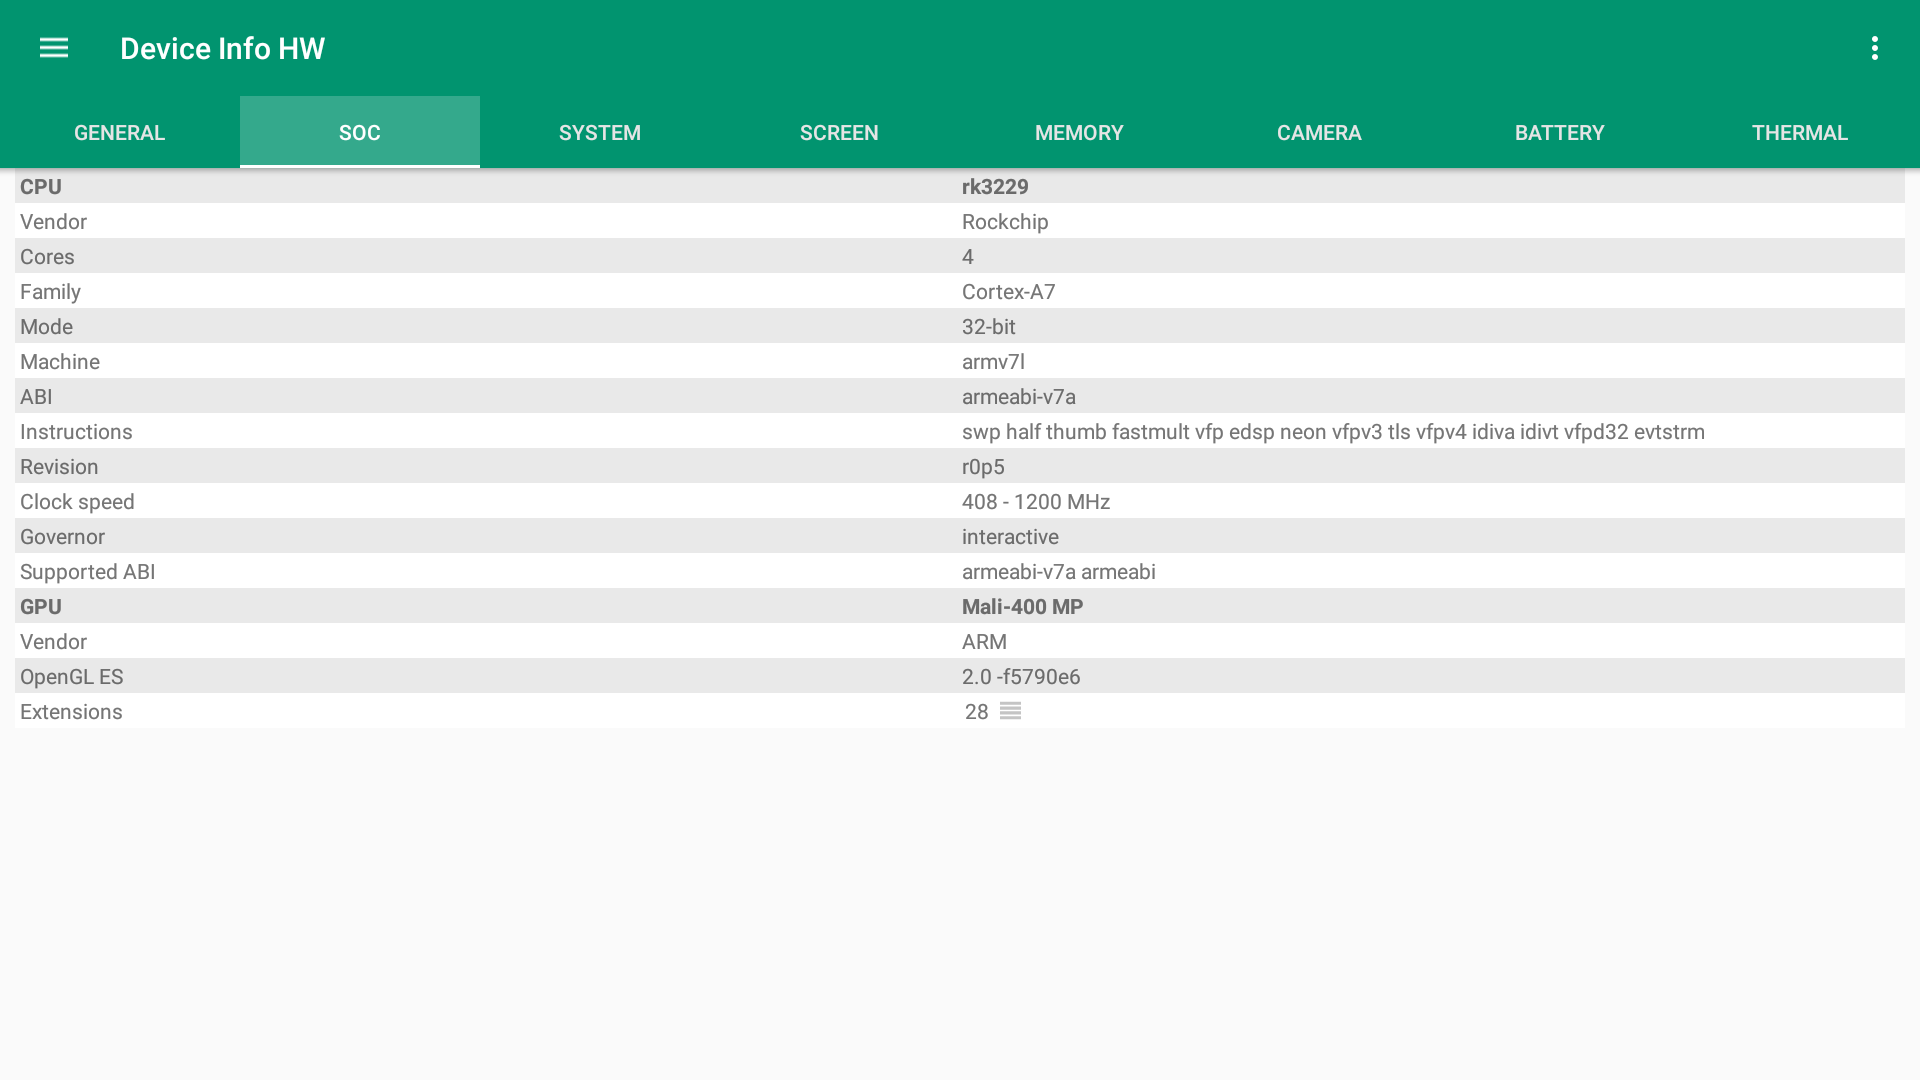 Device Info HW
GENERAL SOC SYSTEM SCREEN MEMORY CAMERA BATTERY THERMAL
CPU rk3229
Vendor Rockchip
Cores 4
Family Cortex-A7
Mode 32-bit
Machine armv7l
ABI armeabi-v7a
Instructions swp half thumb fastmult vfp edsp neon vfpv3 tls vfpv4 idiva idivt vfpd32 evtstrm
Revision r0p5
Clock speed 408 - 1200 MHz
Governor interactive
Supported ABI armeabi-v7a armeabi
GPU Mali-400 MP
Vendor ARM
OpenGL ES 2.0 -f5790e6
Extensions 28